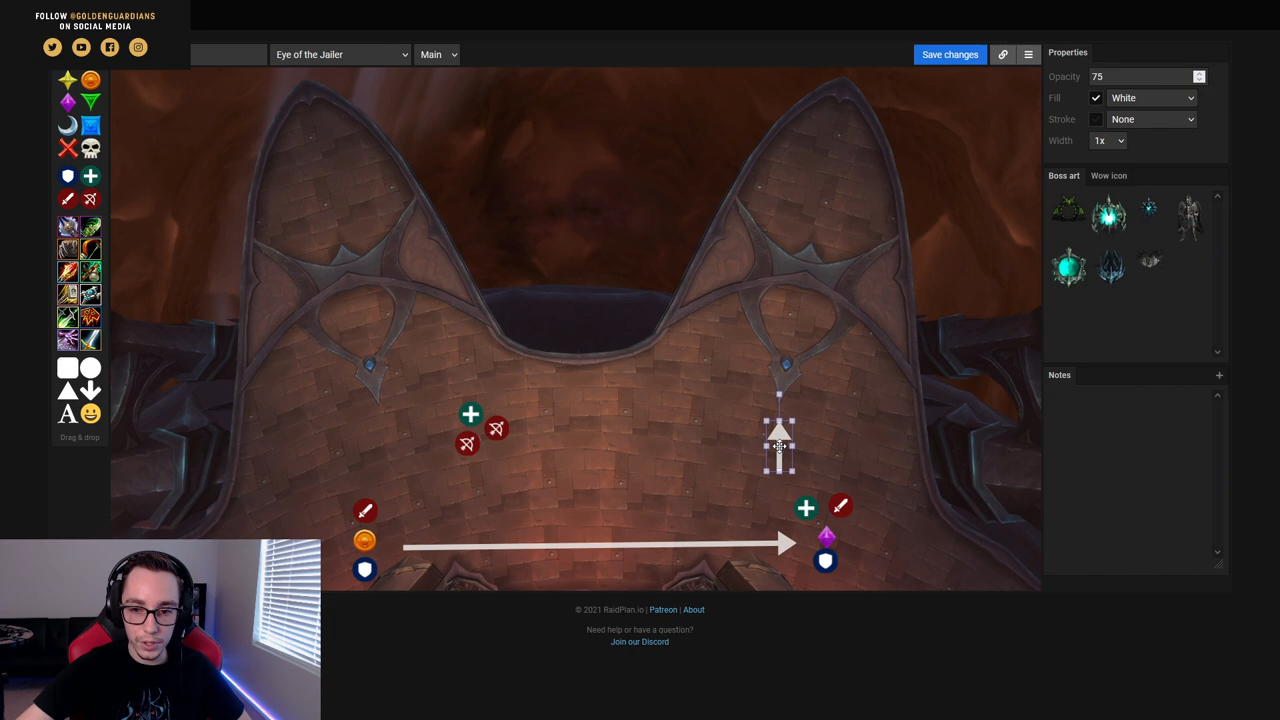 FOLLOW @GOLDENGUARDIANS
ON SOCIAL MEDIA
Eye of the Jailer
Main
Save changes
Properties
Opacity
75
Fill
White
Stroke
None
Width
1x
Boss art
Wow icon
Notes
A
Drag & drop
© 2021 RaidPlan.io | Patreon | About
Need help or have a question?
Join our Discord